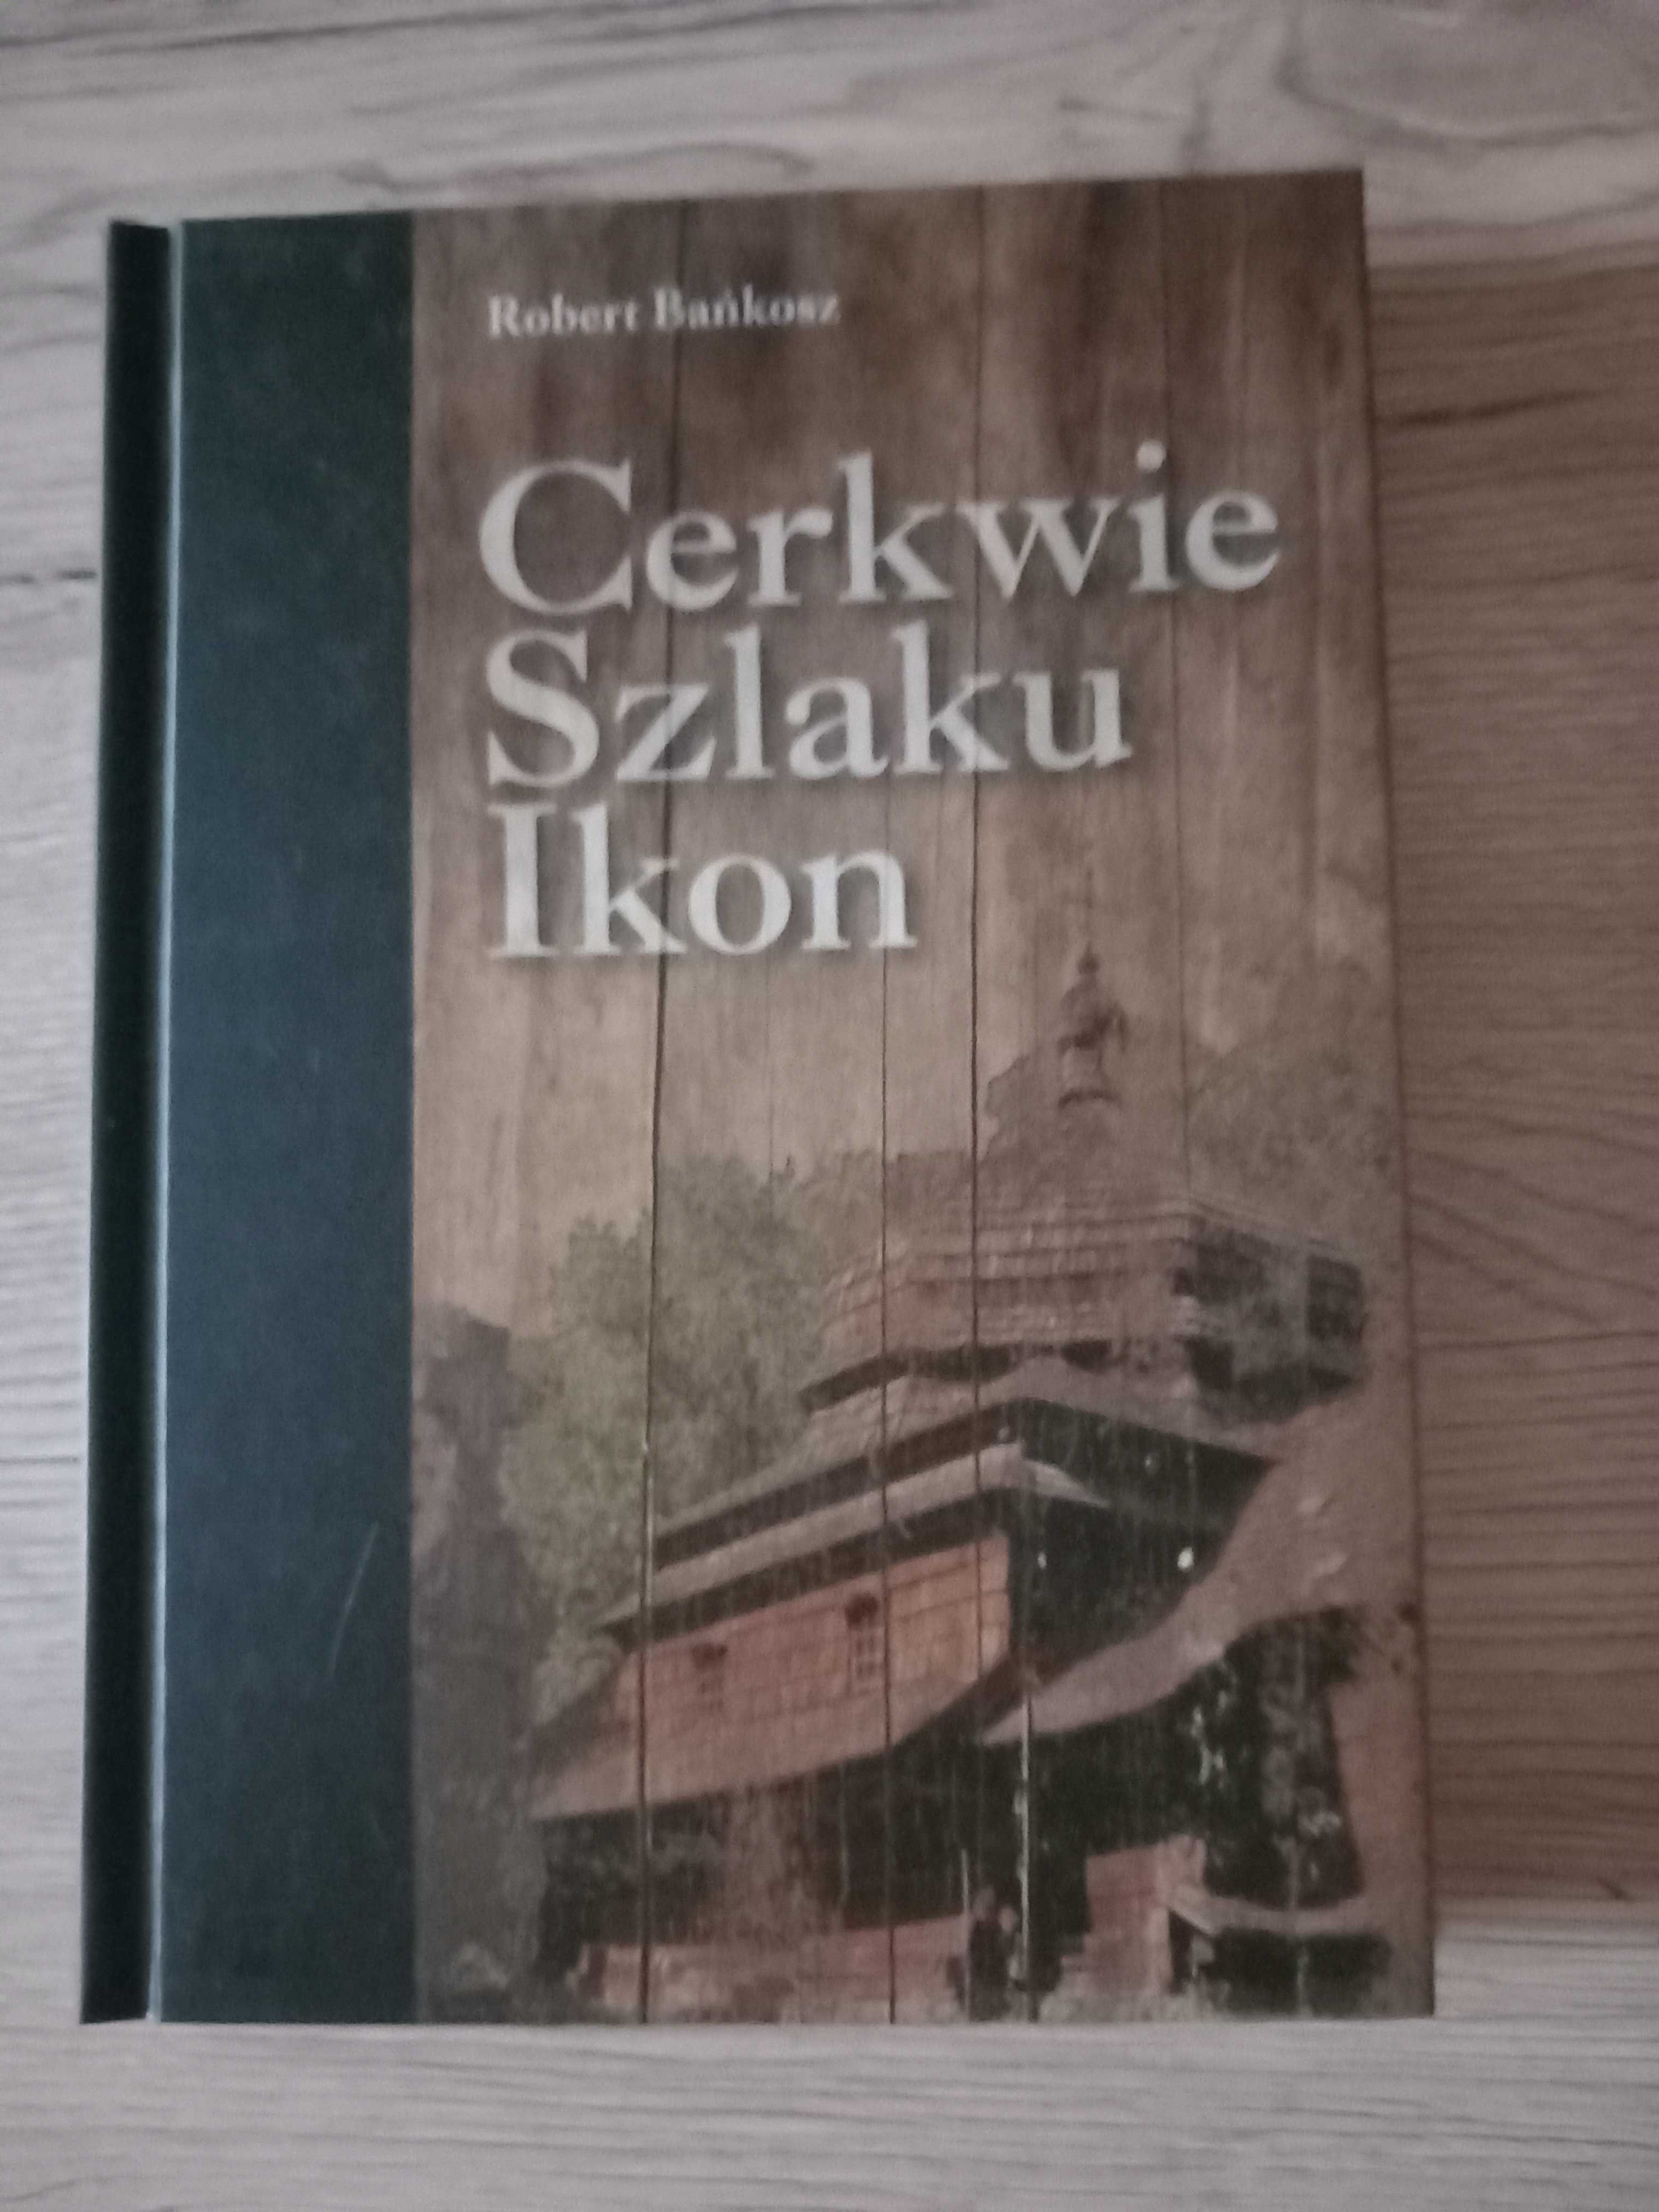 Robert Bańkosz
Cerkwie
Szlaku
Ikon